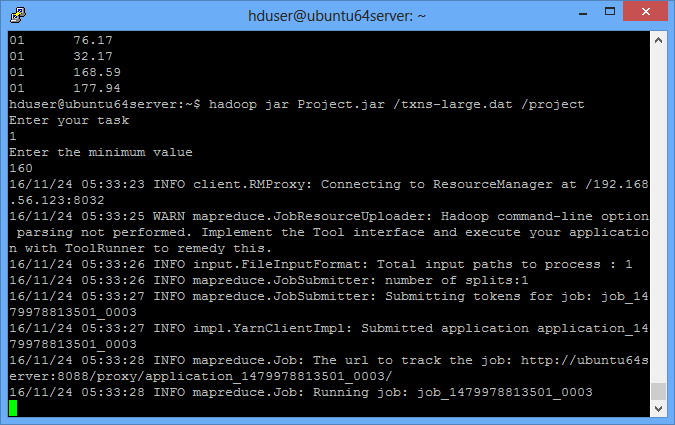 hduser@ubuntu64server: ~
01 76.17
01 32.17
01 168.59
01 177.94
hduser@ubuntu64server:~$ hadoop jar Project.jar /txns-large.dat /project
Enter your task
1
Enter the minimum value
160
16/11/24 05:33:23 INFO client.RMProxy: Connecting to ResourceManager at /192.168
.56.123:8032
16/11/24 05:33:25 WARN mapreduce.JobResourceUploader: Hadoop command-line option
parsing not performed. Implement the Tool interface and execute your applicatio
n with ToolRunner to remedy this.
16/11/24 05:33:26 INFO input.FileInputFormat: Total input paths to process : 1
16/11/24 05:33:26 INFO mapreduce.JobSubmitter: number of splits:1
16/11/24 05:33:27 INFO mapreduce.JobSubmitter: Submitting tokens for job: job_14
79978813501_0003
16/11/24 05:33:27 INFO impl.YarnClientImpl: Submitted application application_14
79978813501_0003
16/11/24 05:33:28 INFO mapreduce.Job: The url to track the job: http://ubuntu64s
erver:8088/proxy/application_1479978813501_0003/
16/11/24 05:33:28 INFO mapreduce.Job: Running job: job_1479978813501_0003